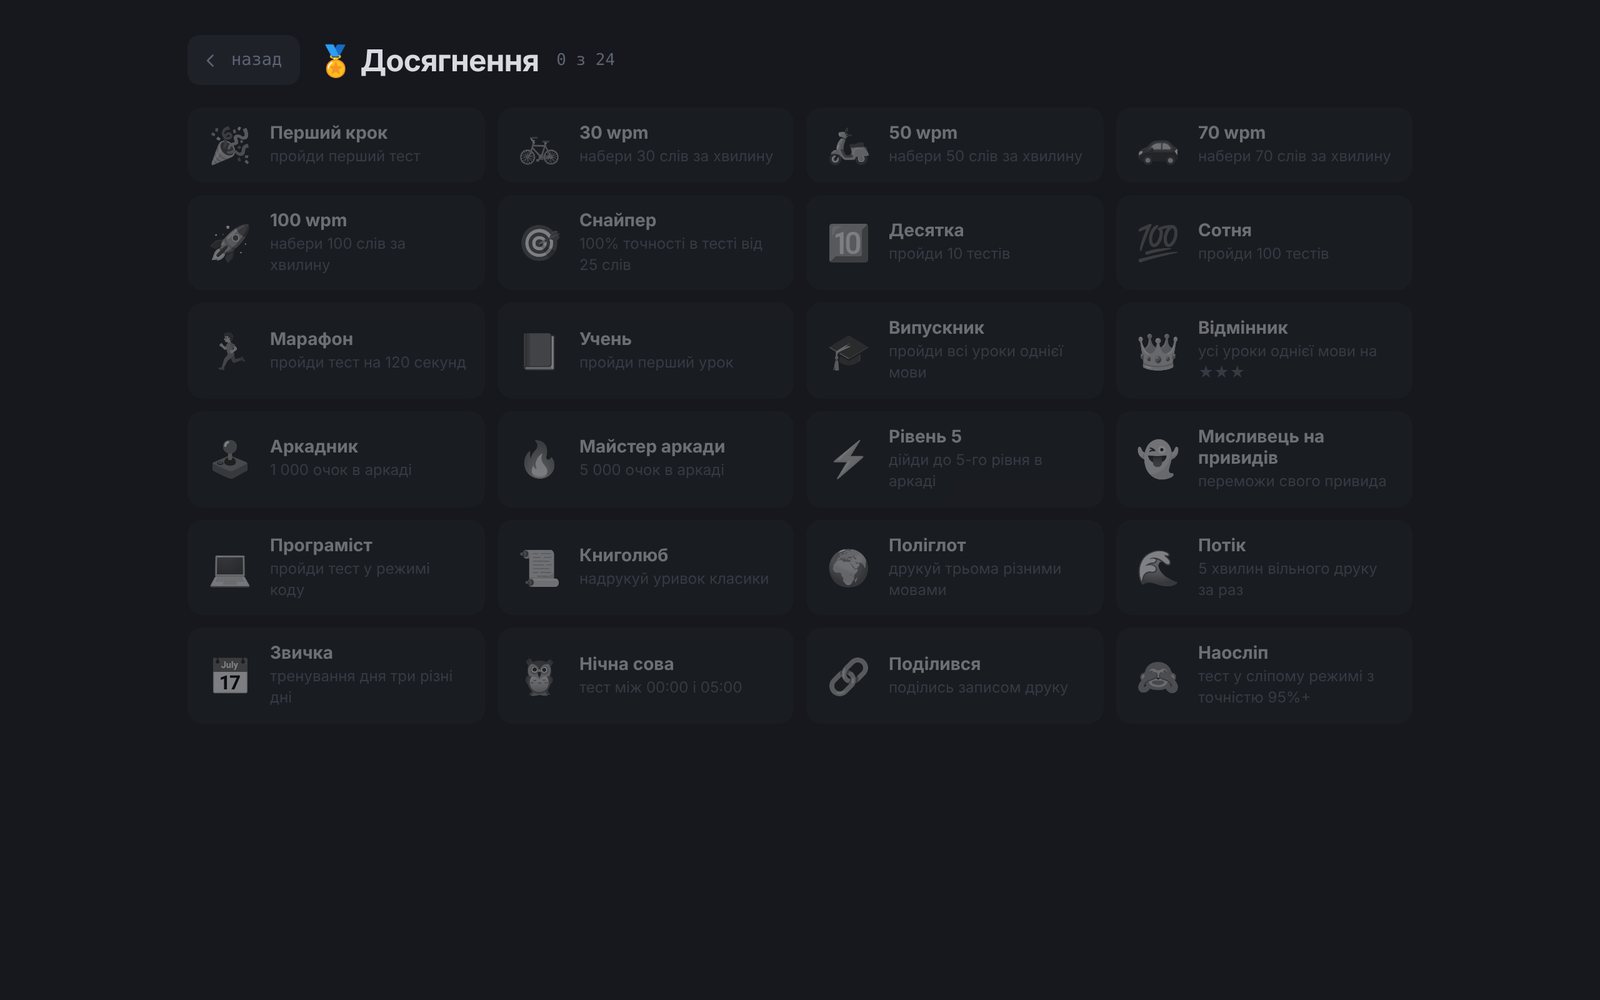 назад
Досягнення 0 з 24
Перший крок
пройди перший тест
30 wpm
набери 30 слів за хвилину
50 wpm
набери 50 слів за хвилину
70 wpm
набери 70 слів за хвилину
100 wpm
набери 100 слів за
хвилину
Снайпер
100% точності в тесті від
25 слів
10
Десятка
пройди 10 тестів
100
Сотня
пройди 100 тестів
Марафон
пройди тест на 120 секунд
Учень
пройди перший урок
Випускник
пройди всі уроки однієї
мови
Відмінник
усі уроки однієї мови на
★★★
Аркадник
1 000 очок в аркаді
Майстер аркади
5 000 очок в аркаді
Рівень 5
дійди до 5-го рівня в
аркаді
Мисливець на
привидів
переможи свого привида
Програміст
пройди тест у режимі
коду
Книголюб
надрукуй уривок класики
Поліглот
друкуй трьома різними
мовами
Потік
5 хвилин вільного друку
за раз
July
17
Звичка
тренування дня три різні
дні
Нічна сова
тест між 00:00 і 05:00
Поділився
поділись записом друку
Наосліп
тест у сліпому режимі з
точністю 95%+